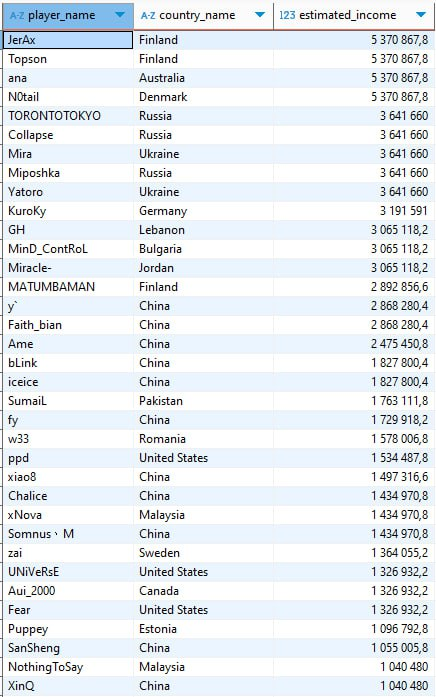 A-Z player_name A-Z country_name 123 estimated_income
JerAx Finland 5 370 867,8
Topson Finland 5 370 867,8
ana Australia 5 370 867,8
N0tail Denmark 5 370 867,8
TORONTOTOKYO Russia 3 641 660
Collapse Russia 3 641 660
Mira Ukraine 3 641 660
Miposhka Russia 3 641 660
Yatoro Ukraine 3 641 660
KuroKy Germany 3 191 591
GH Lebanon 3 065 118,2
MinD_ContRoL Bulgaria 3 065 118,2
Miracle- Jordan 3 065 118,2
MATUMBAMAN Finland 2 892 856,6
y` China 2 868 280,4
Faith_bian China 2 868 280,4
Ame China 2 475 450,8
bLink China 1 827 800,4
iceice China 1 827 800,4
SumaiL Pakistan 1 763 111,8
fy China 1 729 918,2
w33 Romania 1 578 006,8
ppd United States 1 534 487,8
xiao8 China 1 497 316,6
Chalice China 1 434 970,8
xNova Malaysia 1 434 970,8
Somnus丶M China 1 434 970,8
zai Sweden 1 364 055,2
UNiVeRsE United States 1 326 932,2
Aui_2000 Canada 1 326 932,2
Fear United States 1 326 932,2
Puppey Estonia 1 096 792,8
SanSheng China 1 055 005,8
NothingToSay Malaysia 1 040 480
XinQ China 1 040 480